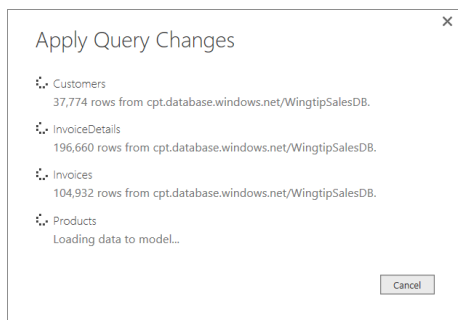 Apply Query Changes
Customers
37,774 rows from cpt.database.windows.net/WingtipSalesDB.
InvoiceDetails
196,660 rows from cpt.database.windows.net/WingtipSalesDB.
Invoices
104,932 rows from cpt.database.windows.net/WingtipSalesDB.
Products
Loading data to model...
Cancel